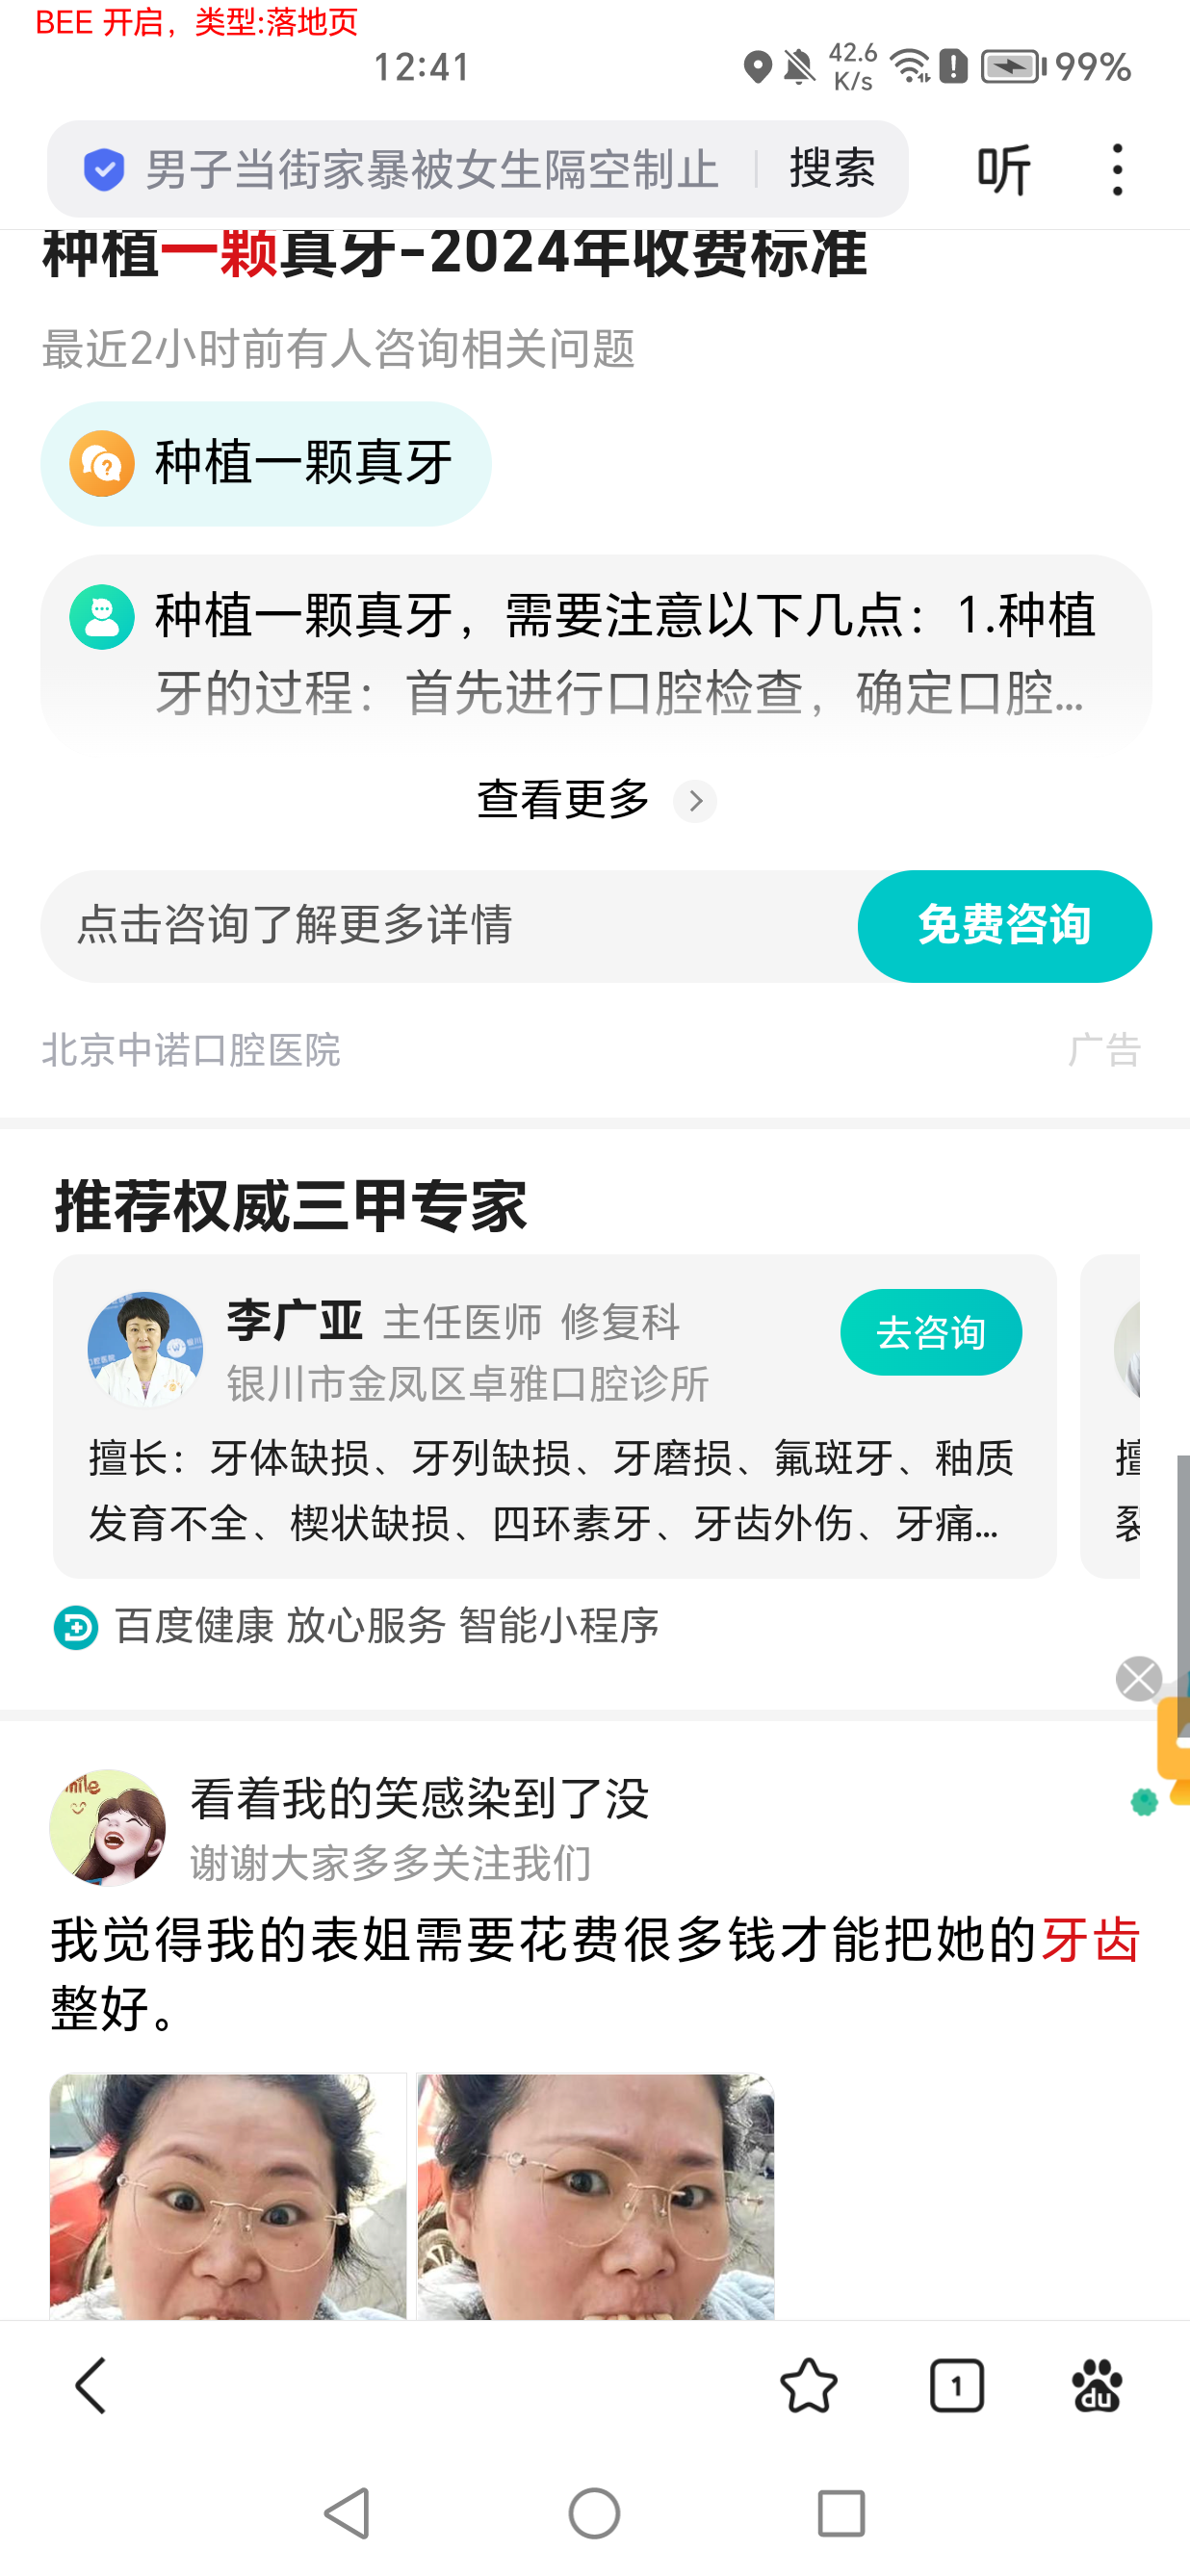 BEE 开启，类型:落地页
12:41
42.6
K/s
99%
男子当街家暴被女生隔空制止
搜索
听
种植一颗真牙-2024年收费标准
最近2小时前有人咨询相关问题
种植一颗真牙
种植一颗真牙，需要注意以下几点：1.种植
牙的过程：首先进行口腔检查，确定口腔...
查看更多
点击咨询了解更多详情
免费咨询
北京中诺口腔医院
广告
推荐权威三甲专家
李广亚 主任医师 修复科
去咨询
银川市金凤区卓雅口腔诊所
擅长：牙体缺损、牙列缺损、牙磨损、氟斑牙、釉质
发育不全、楔状缺损、四环素牙、牙齿外伤、牙痛...
裂
百度健康 放心服务 智能小程序
看着我的笑感染到了没
谢谢大家多多关注我们
我觉得我的表姐需要花费很多钱才能把她的牙齿
整好。
1
du